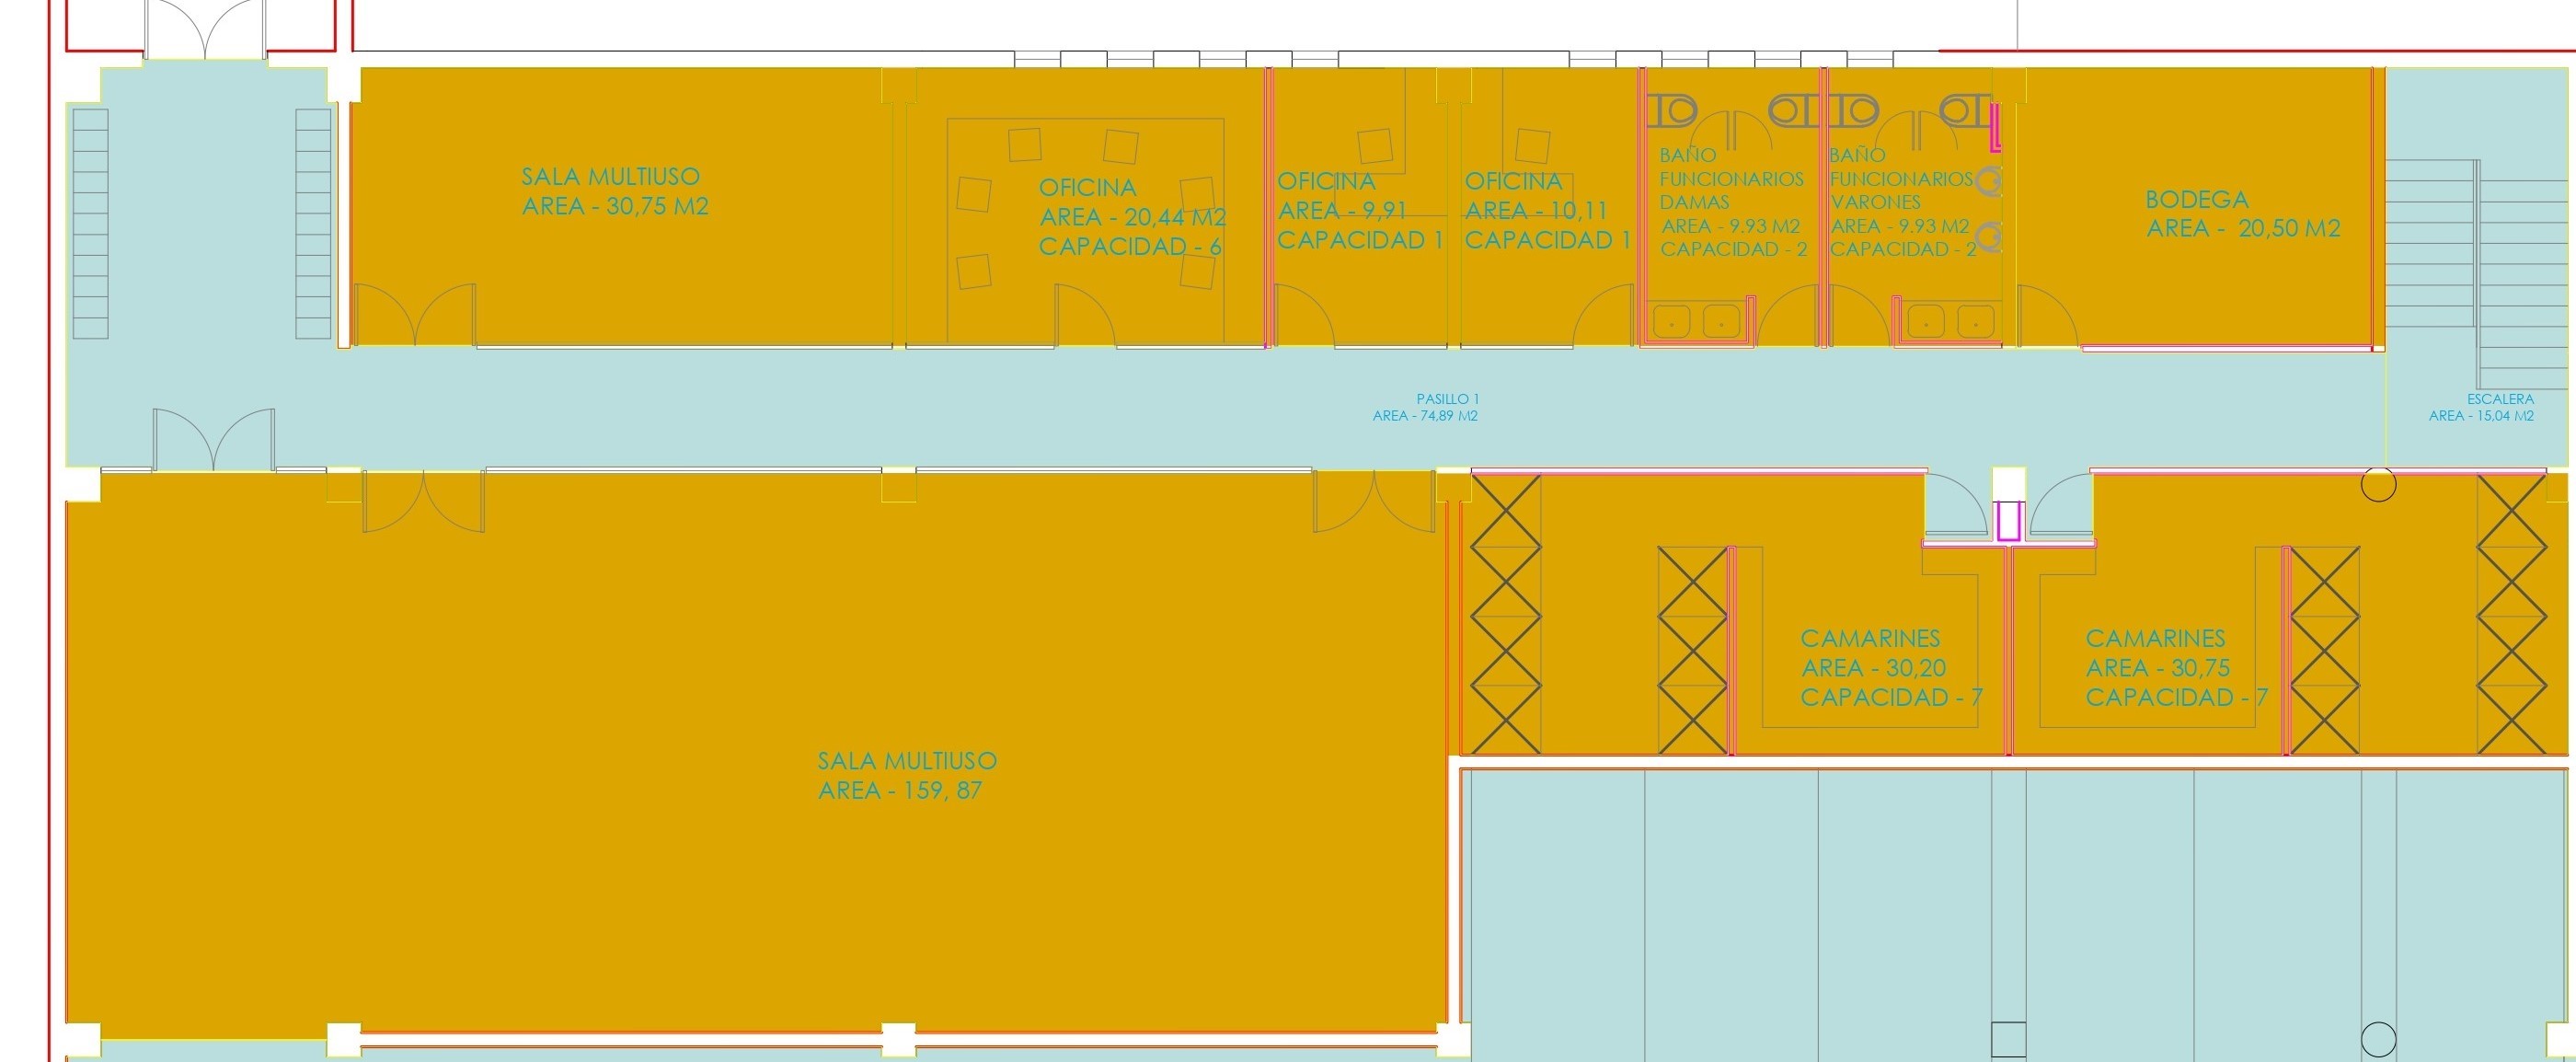 SALA MULTIUSO
AREA - 30,75 M2
OFICINA
AREA - 20,44 M2
CAPACIDAD - 6
OFICINA
AREA - 9,91
CAPACIDAD 1
OFICINA
AREA - 10,11
CAPACIDAD 1
BAÑO
FUNCIONARIOS
DAMAS
AREA - 9.93 M2
CAPACIDAD - 2
BAÑO
FUNCIONARIOS
VARONES
AREA - 9.93 M2
CAPACIDAD - 2
BODEGA
AREA - 20,50 M2
PASILLO 1
AREA - 74,89 M2
ESCALERA
AREA - 15,04 M2
SALA MULTIUSO
AREA - 159, 87
CAMARINES
AREA - 30,20
CAPACIDAD - 7
CAMARINES
AREA - 30,75
CAPACIDAD - 7